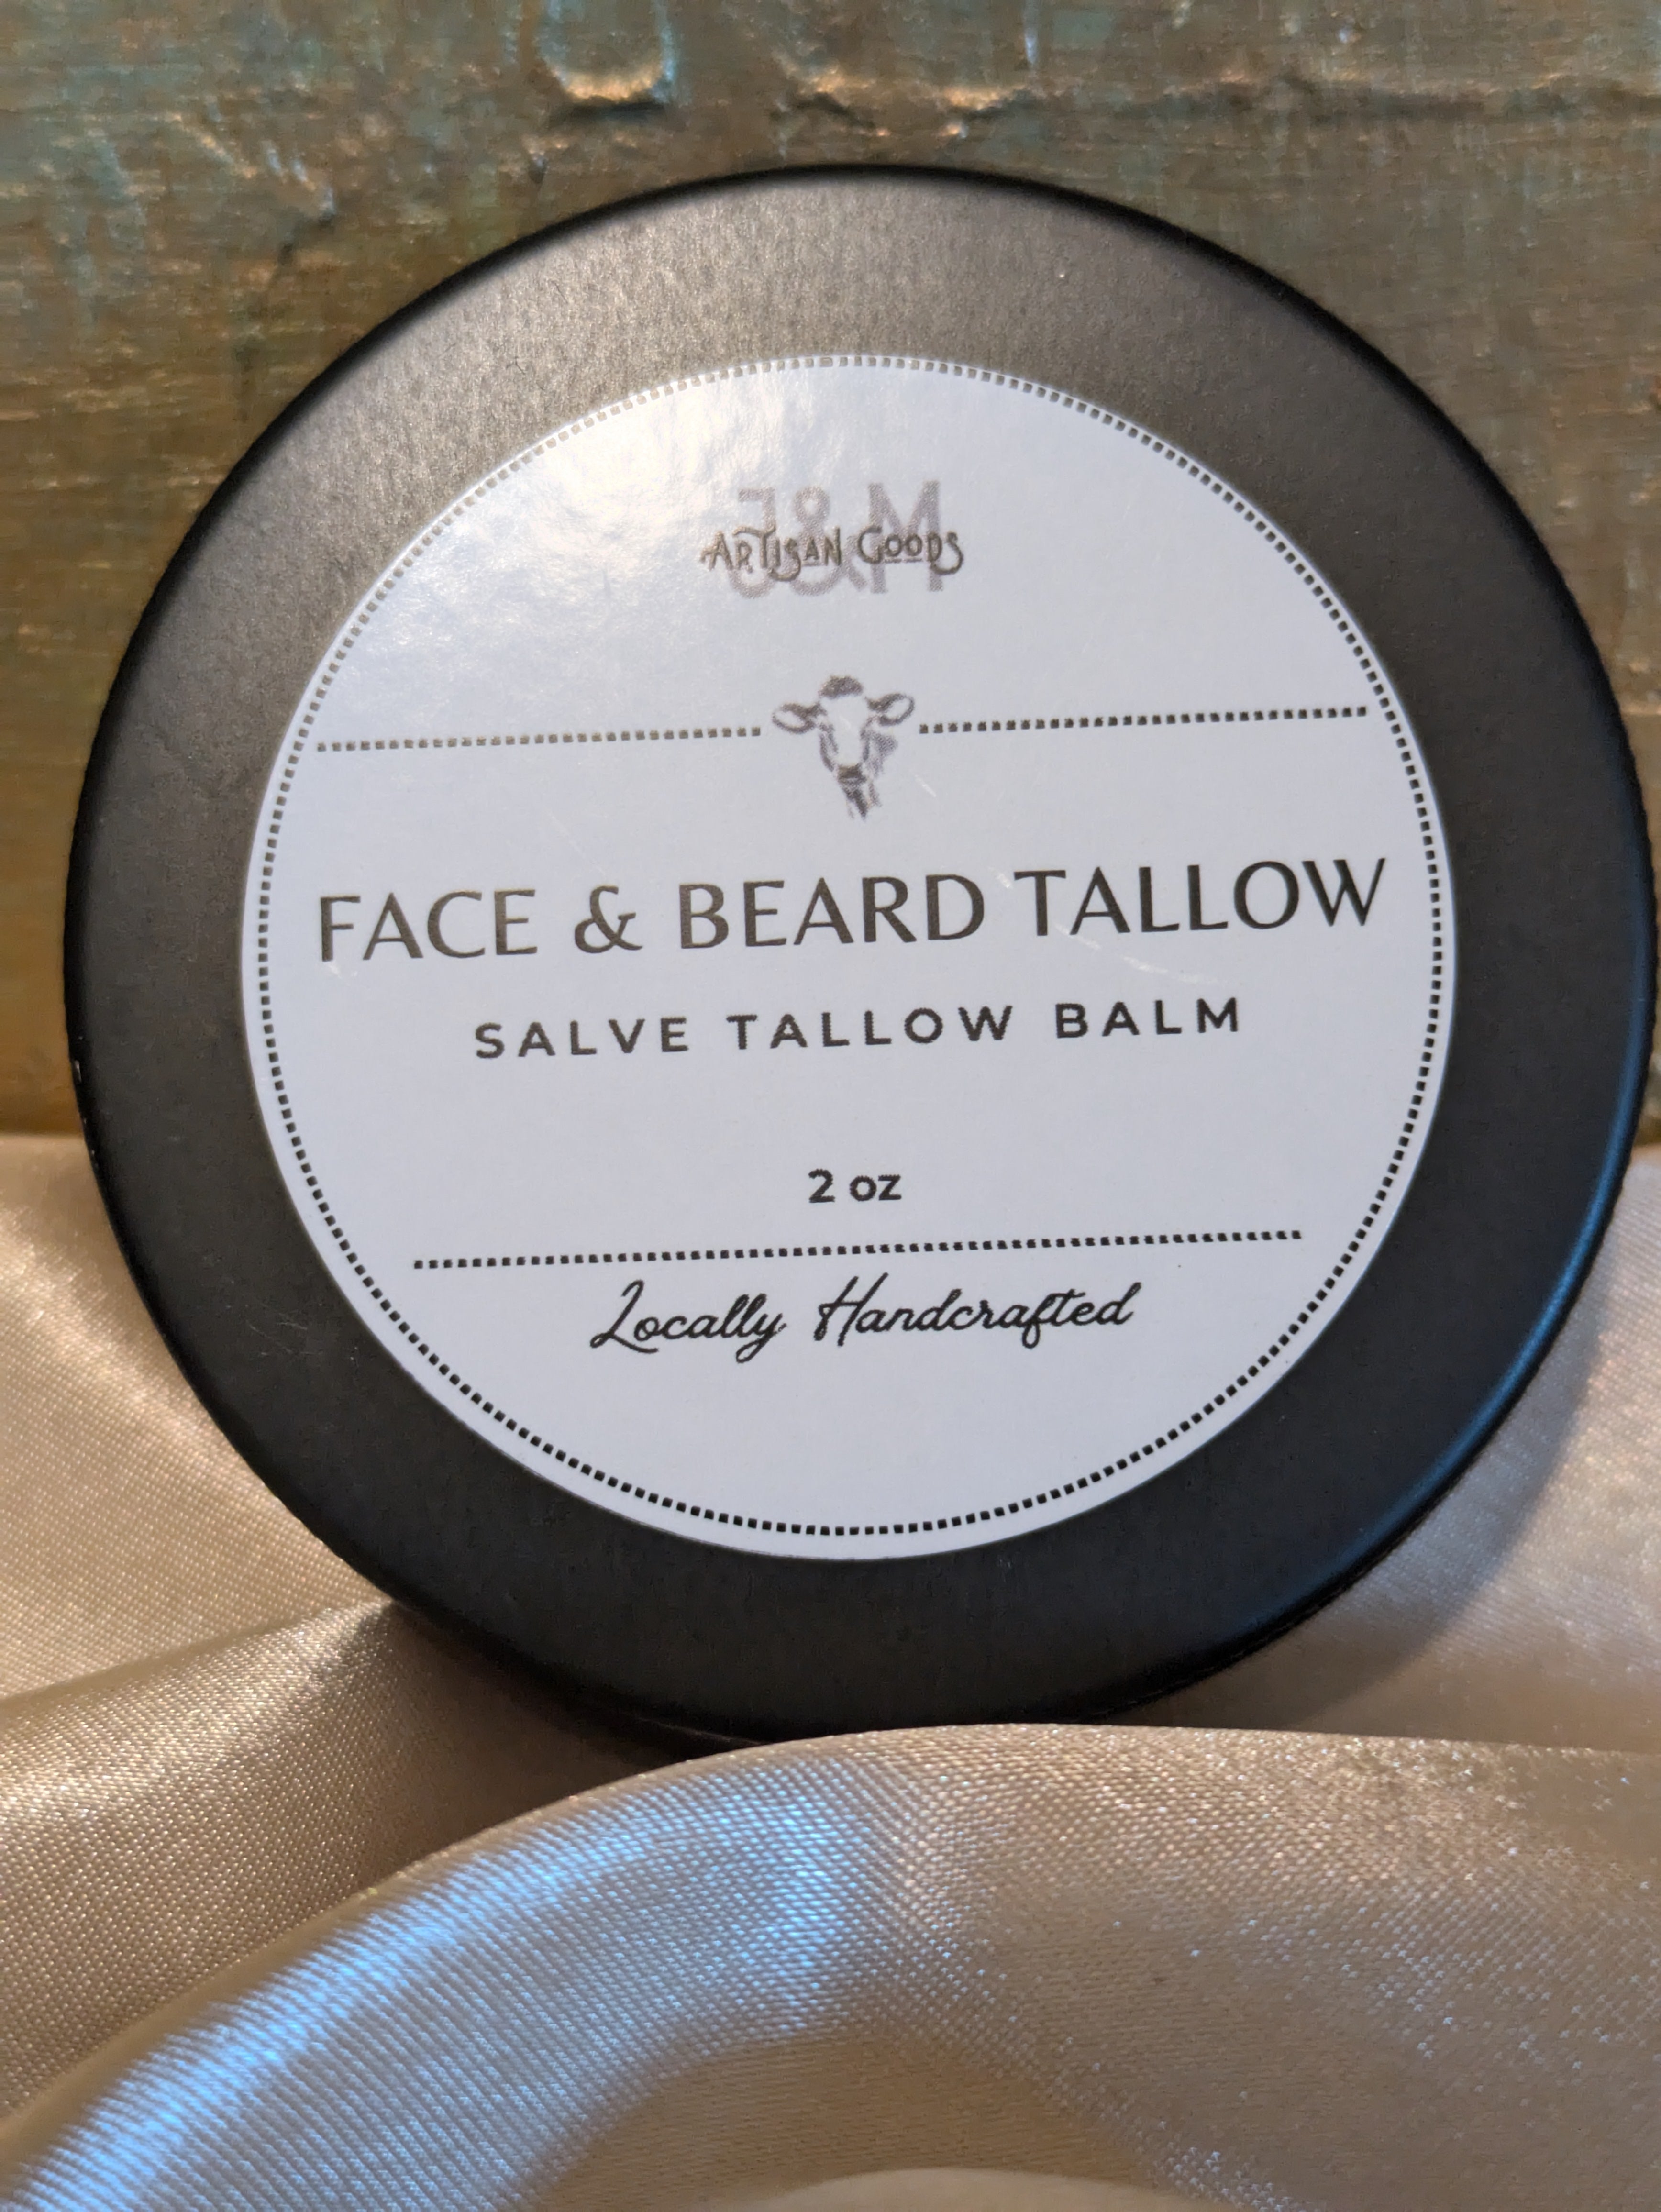 J&M
ARTISAN GOODS
FACE & BEARD TALLOW
SALVE TALLOW BALM
2 oz
Locally Handcrafted